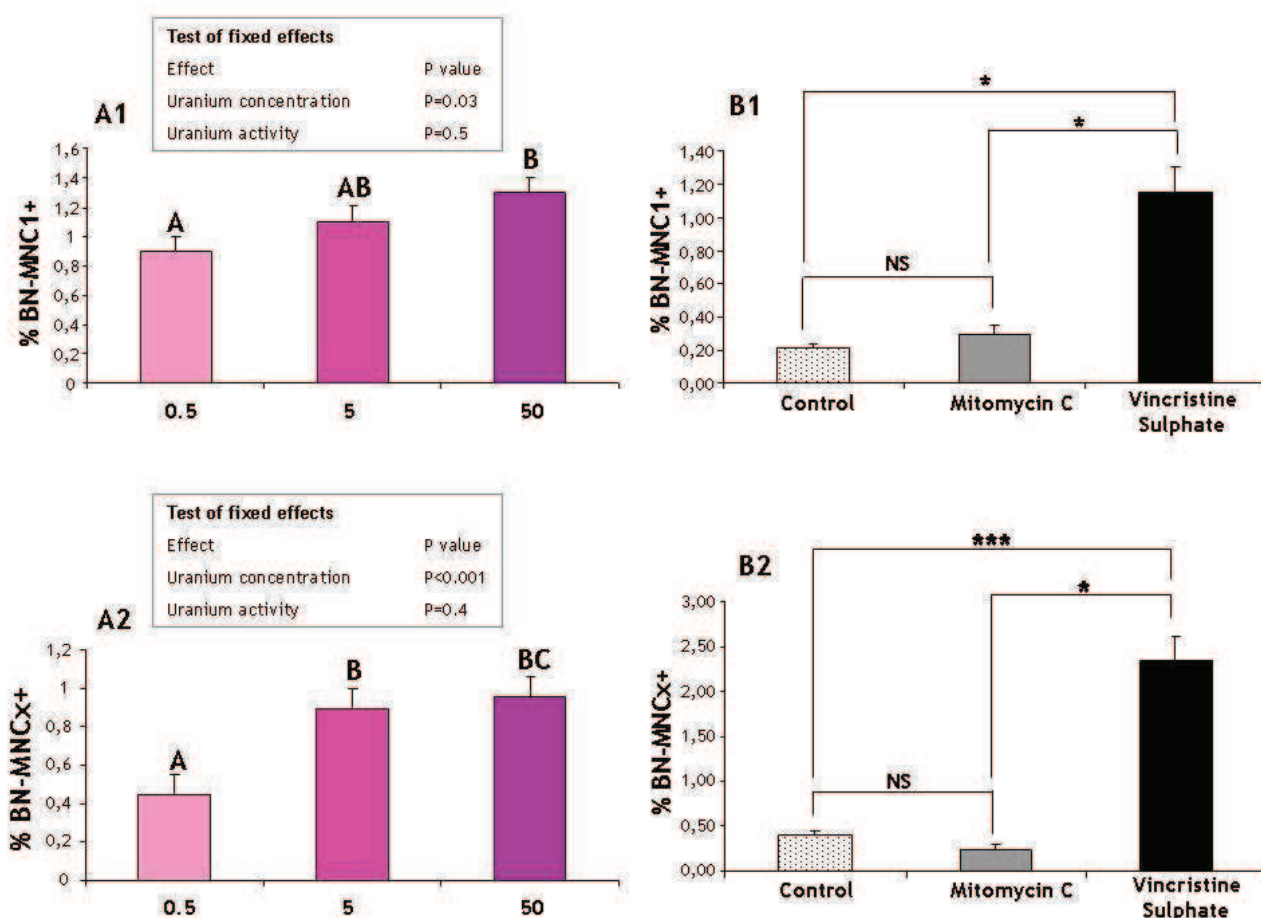 Test of fixed effects
Effect P value
Uranium concentration P=0.03
Uranium activity P=0.5
A1
% BN-MNC1+
1,6
1,4
1,2
1
0,8
0,6
0,4
0,2
0
A
AB
B
0.5 5 50
B1
% BN-MNC1+
1,40
1,20
1,00
0,80
0,60
0,40
0,20
0,00
*
*
NS
Control Mitomycin C Vincristine
Sulphate
Test of fixed effects
Effect P value
Uranium concentration P<0.001
Uranium activity P=0.4
A2
% BN-MNCx+
1,2
1
0,8
0,6
0,4
0,2
0
A
B
BC
0.5 5 50
B2
% BN-MNCx+
3,00
2,50
2,00
1,50
1,00
0,50
0,00
***
*
NS
Control Mitomycin C Vincristine
Sulphate